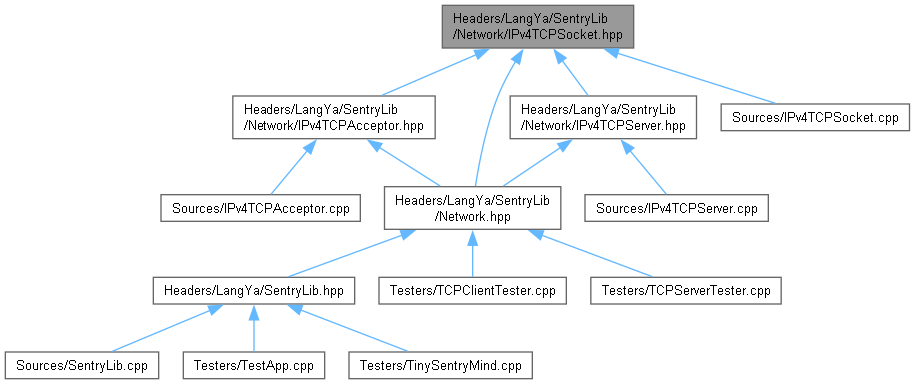 Headers/LangYa/SentryLib
/Network/IPv4TCPSocket.hpp
Headers/LangYa/SentryLib
/Network/IPv4TCPAcceptor.hpp
Headers/LangYa/SentryLib
/Network/IPv4TCPServer.hpp
Sources/IPv4TCPSocket.cpp
Sources/IPv4TCPAcceptor.cpp
Headers/LangYa/SentryLib
/Network.hpp
Sources/IPv4TCPServer.cpp
Headers/LangYa/SentryLib.hpp
Testers/TCPClientTester.cpp
Testers/TCPServerTester.cpp
Sources/SentryLib.cpp
Testers/TestApp.cpp
Testers/TinySentryMind.cpp